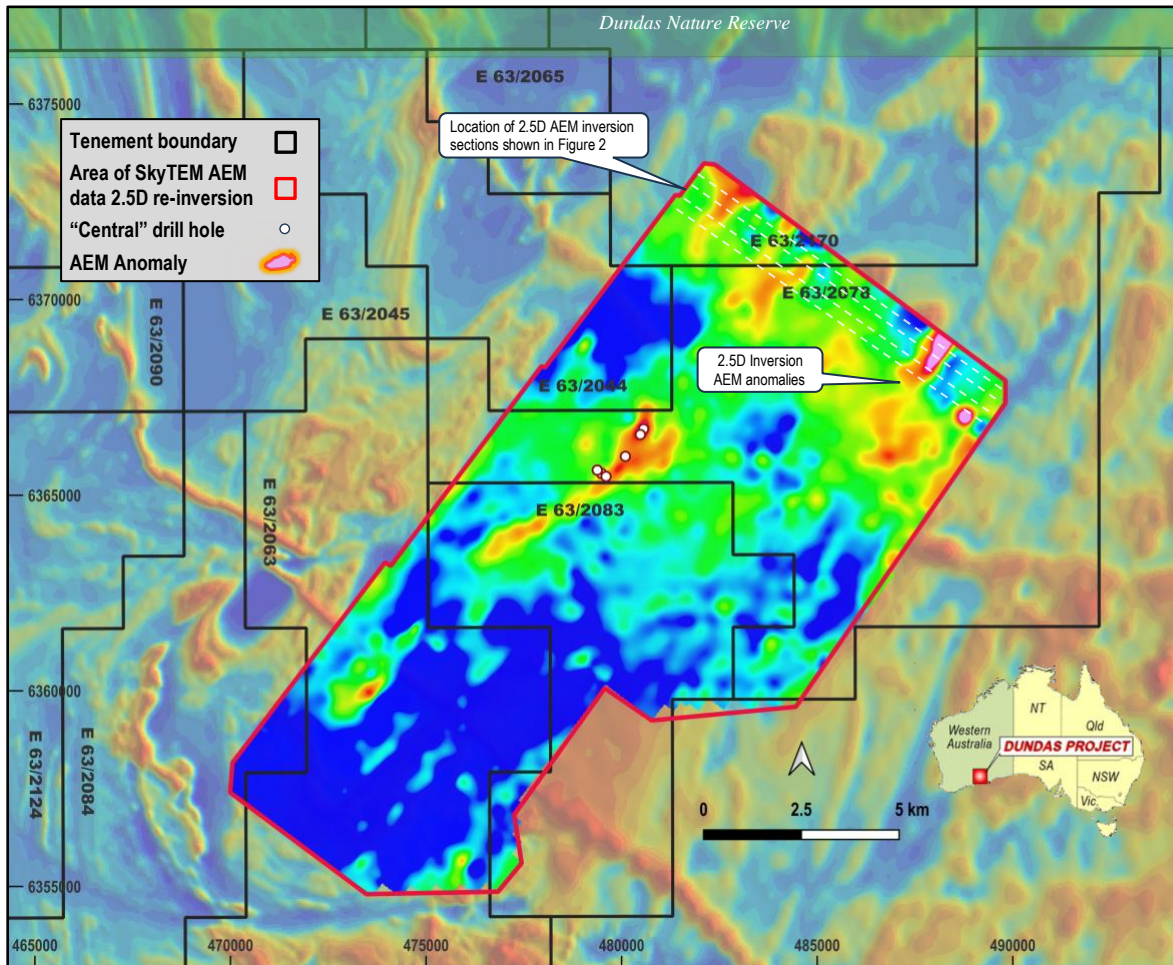 Dundas Nature Reserve
E 63/2065
6375000
Location of 2.5D AEM inversion
sections shown in Figure 2
Tenement boundary
Area of SkyTEM AEM
data 2.5D re-inversion
“Central” drill hole
AEM Anomaly
E 63/2170
6370000
E 63/2078
E 63/2045
E 63/2090
2.5D Inversion
AEM anomalies
E 63/2044
6365000
E 63/2083
E 63/2063
6360000
E 63/2124
E 63/2084
NT
Qld
Western
Australia
DUNDAS PROJECT
SA
NSW
Vic.
0
2.5
5 km
6355000
465000
470000
475000
480000
485000
490000